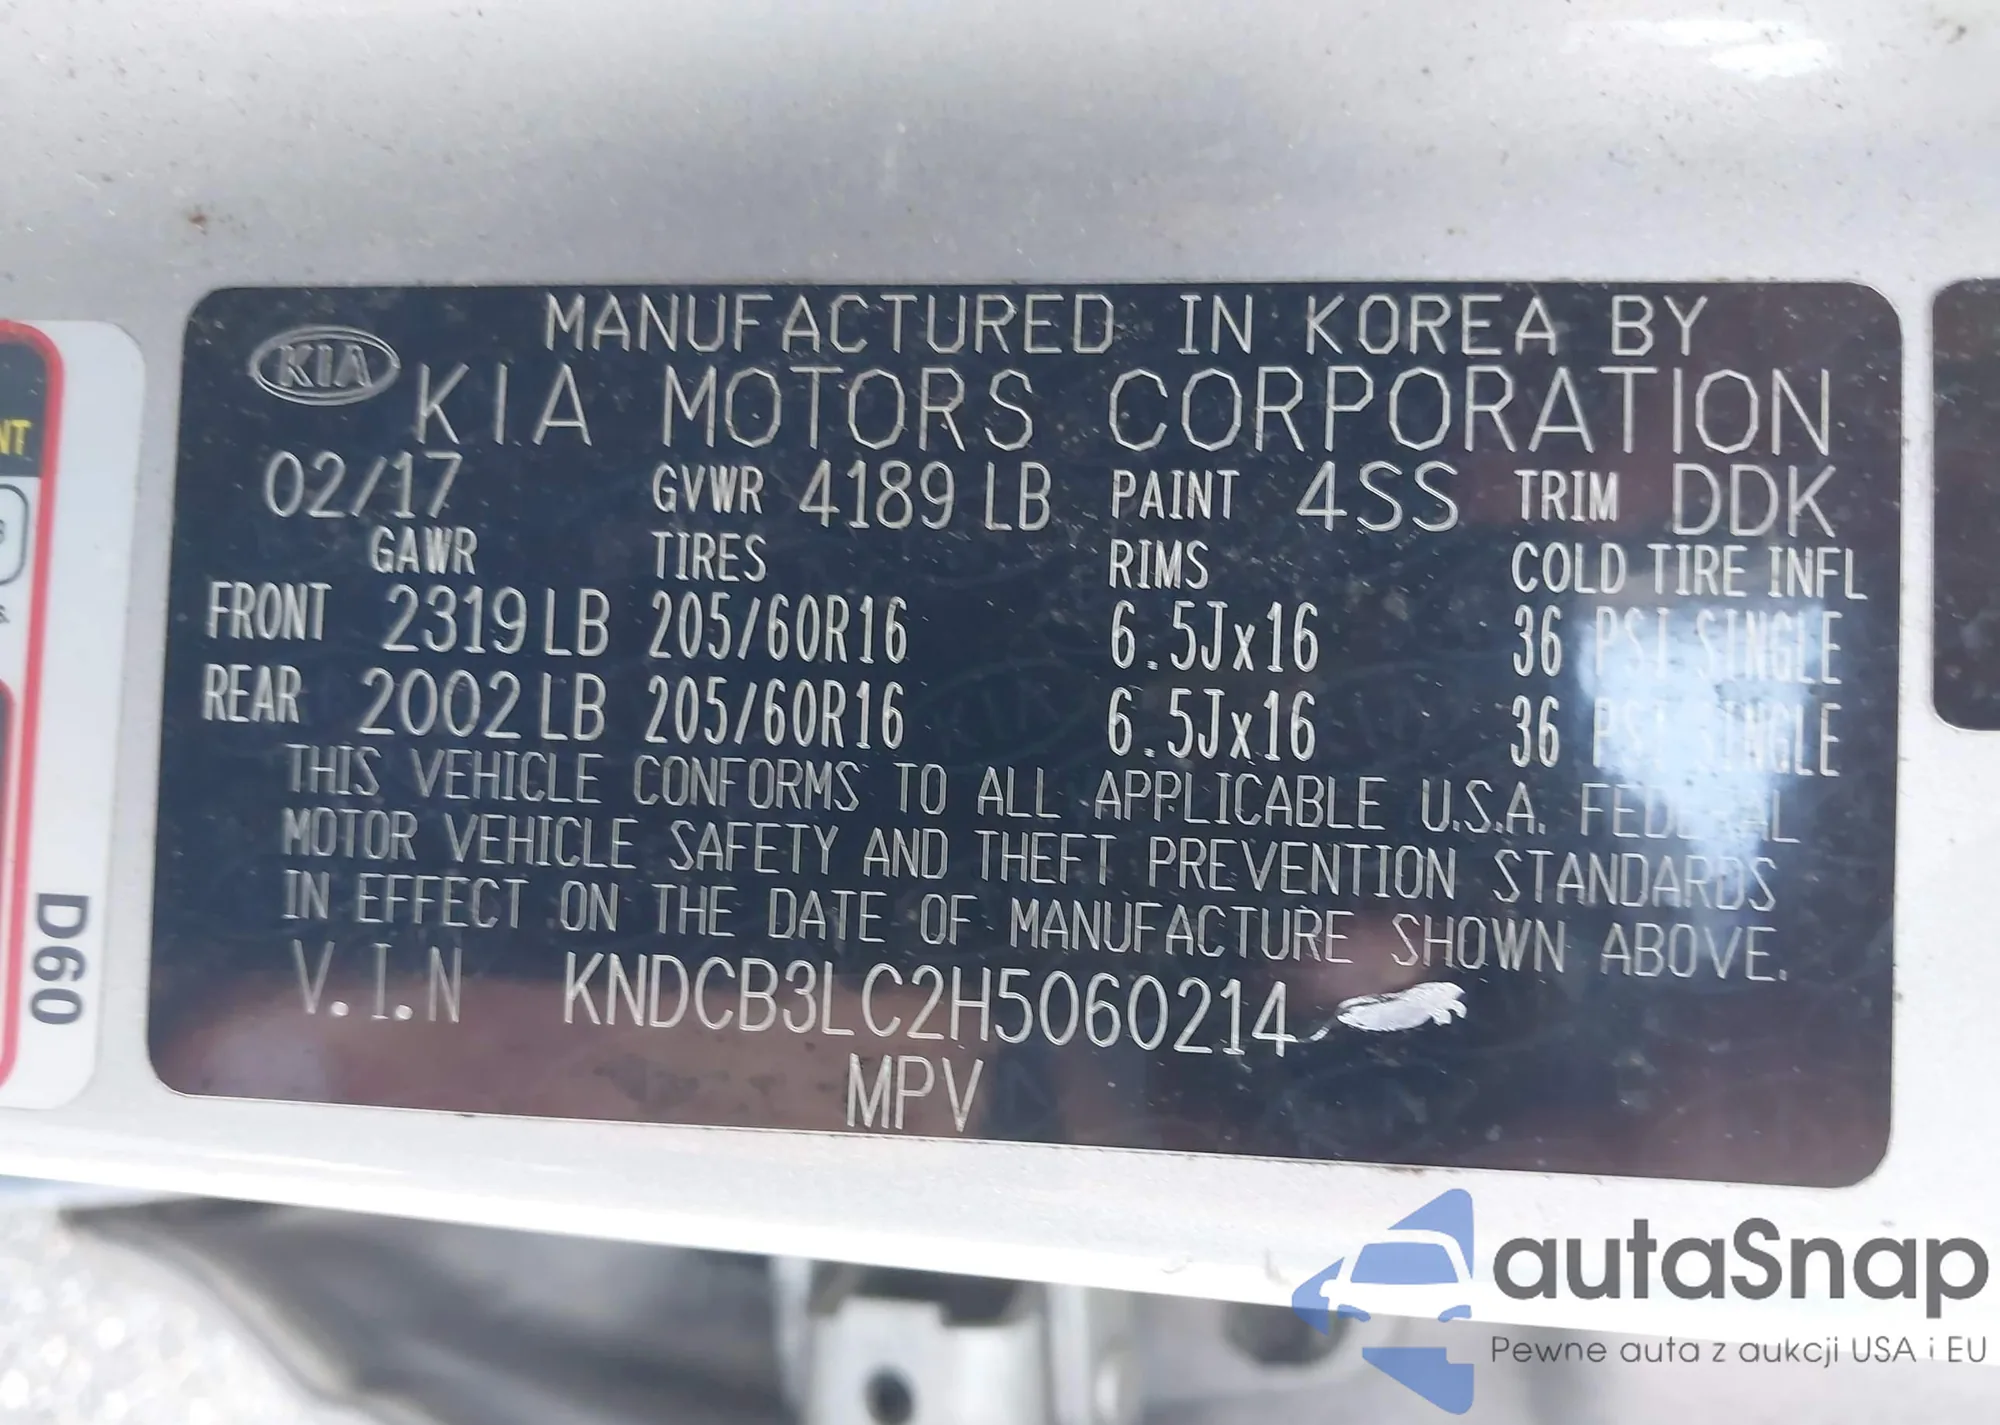 MANUFACTURED IN KOREA BY
KIA
KIA MOTORS CORPORATION
02/17 GVWR 4189 LB PAINT 4SS TRIM DDK
GAWR TIRES RIMS COLD TIRE INFL
FRONT 2319 LB 205/60R16 6.5Jx16 36 PSI SINGLE
REAR 2002 LB 205/60R16 6.5Jx16 36 PSI SINGLE
THIS VEHICLE CONFORMS TO ALL APPLICABLE U.S.A. FEDERAL
MOTOR VEHICLE SAFETY AND THEFT PREVENTION STANDARDS
IN EFFECT ON THE DATE OF MANUFACTURE SHOWN ABOVE.
V.I.N KNDCB3LC2H5060214
MPV
NT
D60
autaSnap
Pewne auta z aukcji USA i EU